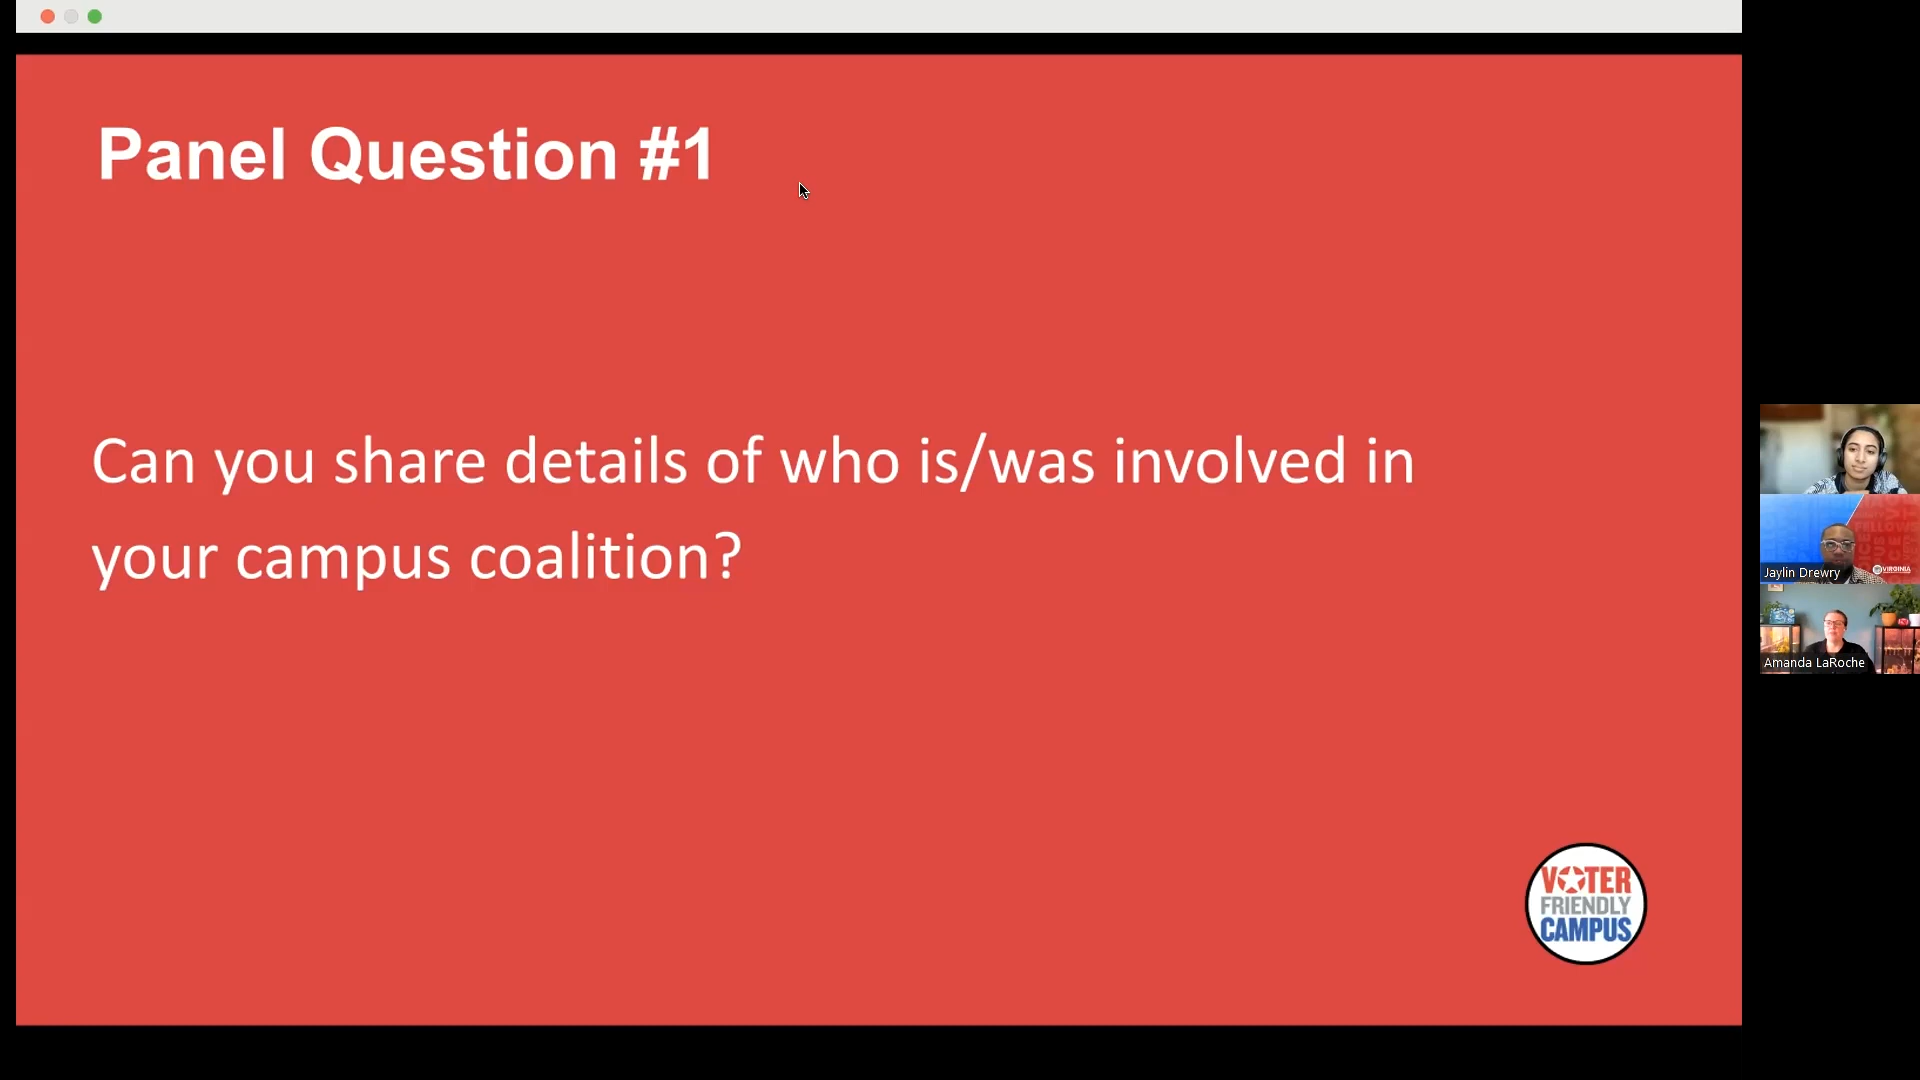 Panel Question #1
Can you share details of who is/was involved in
your campus coalition?
VOTER
FRIENDLY
CAMPUS
Jaylin Drewry
VIRGINIA
Amanda LaRoche